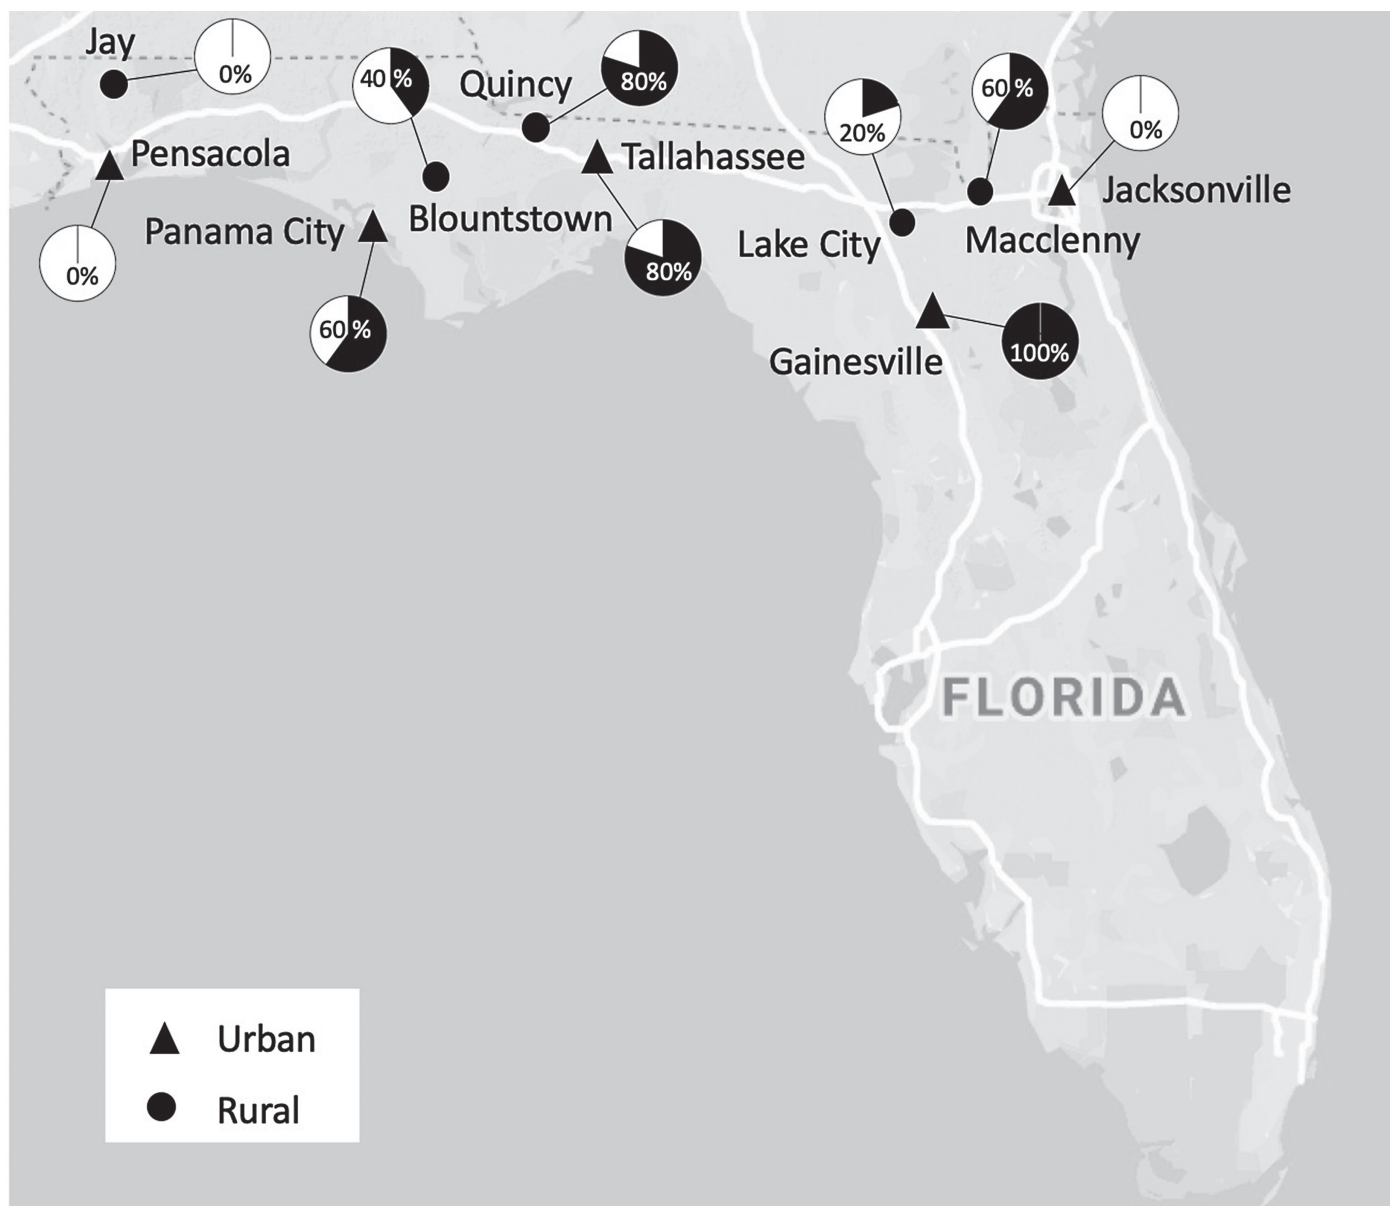 Jay
0%
40 %
Quincy
80%
20%
60 %
0%
Pensacola
Tallahassee
Jacksonville
Panama City
Blountstown
Lake City
Macclenny
0%
80%
60 %
Gainesville
100%
FLORIDA
Urban
Rural